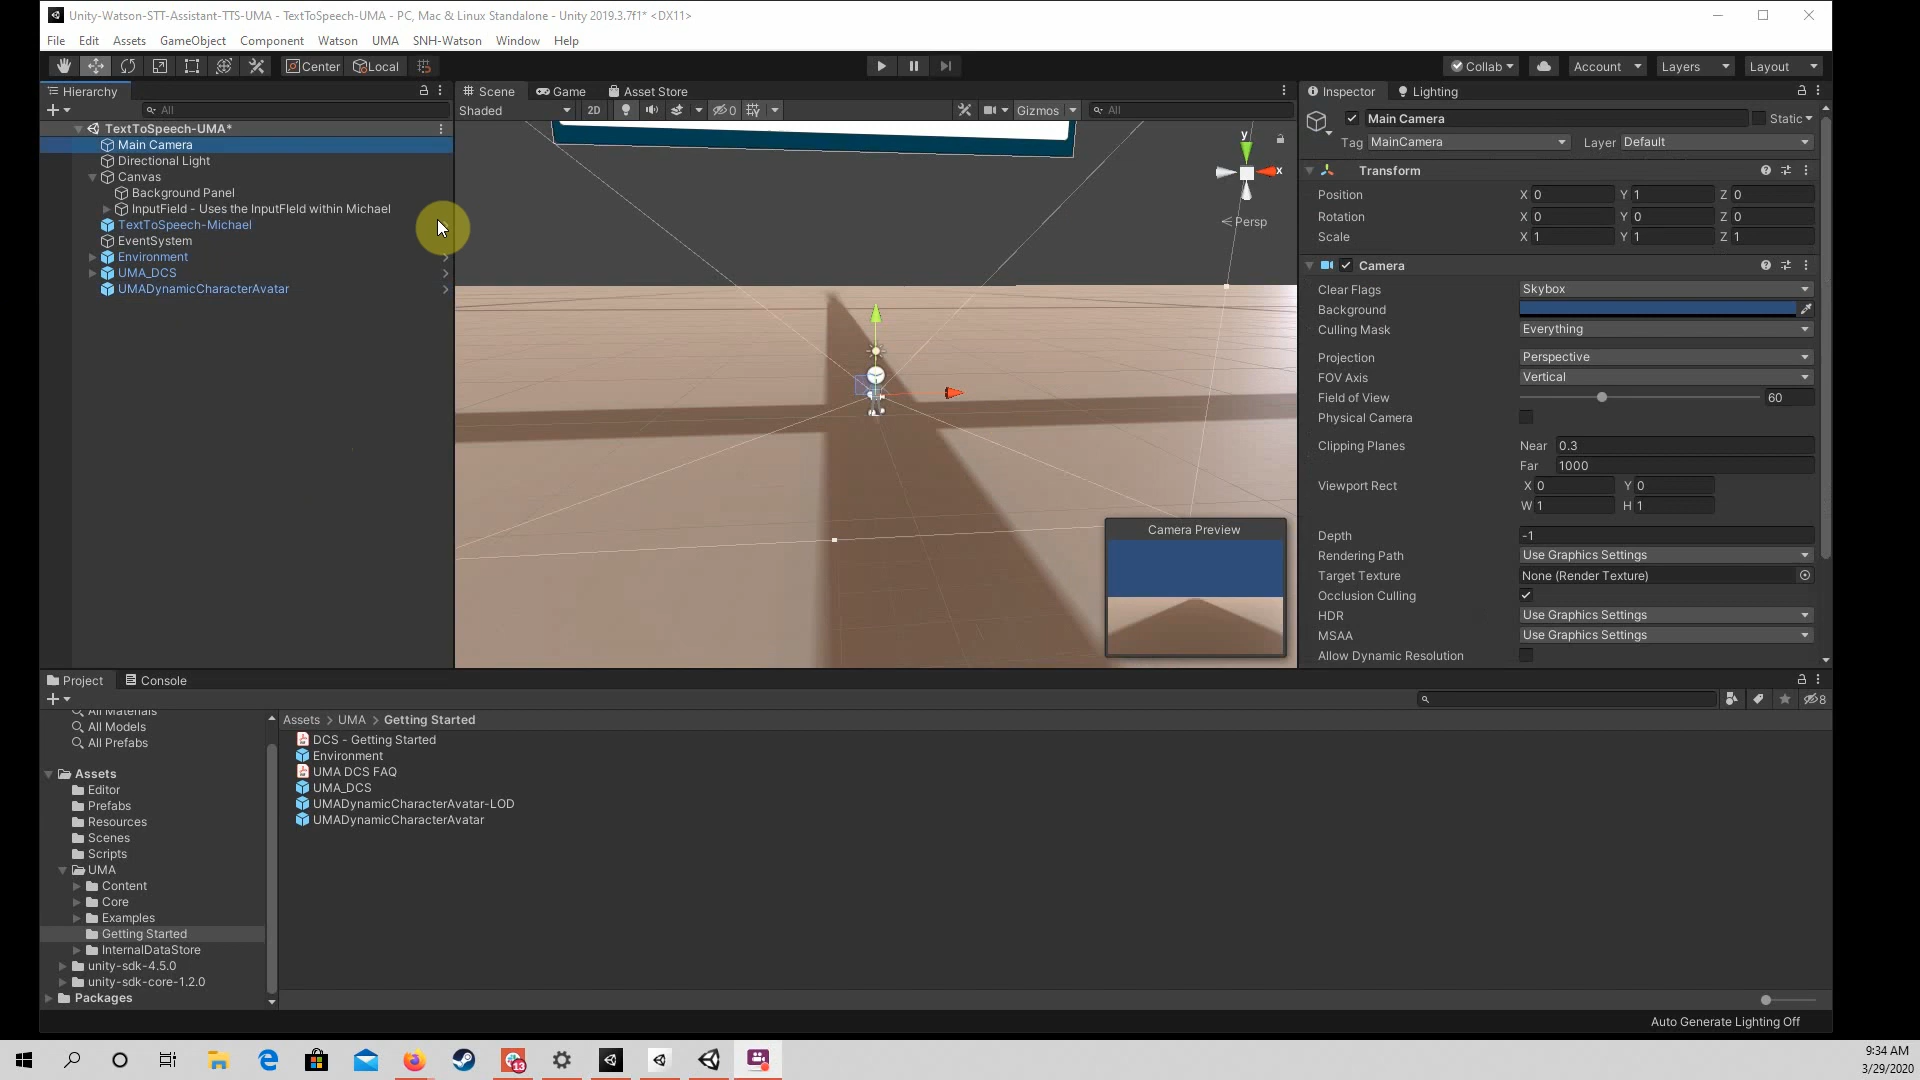 Unity-Watson-STT-Assistant-TTS-UMA - TextToSpeech-UMA - PC, Mac & Linux Standalone - Unity 2019.3.7f1* <DX11>
File Edit Assets GameObject Component Watson UMA SNH-Watson Window Help
Center Local Collab Account Layers Layout
Hierarchy
All
TextToSpeech-UMA*
Main Camera
Directional Light
Canvas
Background Panel
InputField - Uses the InputFIeld within Michael
TextToSpeech-Michael
EventSystem
Environment
UMA_DCS
UMADynamicCharacterAvatar
Scene Game Asset Store
Shaded 2D 0 Gizmos All
y
x
Persp
Camera Preview
Inspector Lighting
Main Camera Static
Tag MainCamera Layer Default
Transform
Position X 0 Y 1 Z 0
Rotation X 0 Y 0 Z 0
Scale X 1 Y 1 Z 1
Camera
Clear Flags Skybox
Background
Culling Mask Everything
Projection Perspective
FOV Axis Vertical
Field of View 60
Physical Camera
Clipping Planes Near 0.3
Far 1000
Viewport Rect X 0 Y 0
W 1 H 1
Depth -1
Rendering Path Use Graphics Settings
Target Texture None (Render Texture)
Occlusion Culling
HDR Use Graphics Settings
MSAA Use Graphics Settings
Allow Dynamic Resolution
Project Console
8
All Materials
All Models
All Prefabs
Assets
Editor
Prefabs
Resources
Scenes
Scripts
UMA
Content
Core
Examples
Getting Started
InternalDataStore
unity-sdk-4.5.0
unity-sdk-core-1.2.0
Packages
Assets > UMA > Getting Started
DCS - Getting Started
Environment
UMA DCS FAQ
UMA_DCS
UMADynamicCharacterAvatar-LOD
UMADynamicCharacterAvatar
Auto Generate Lighting Off
13
9:34 AM
3/29/2020